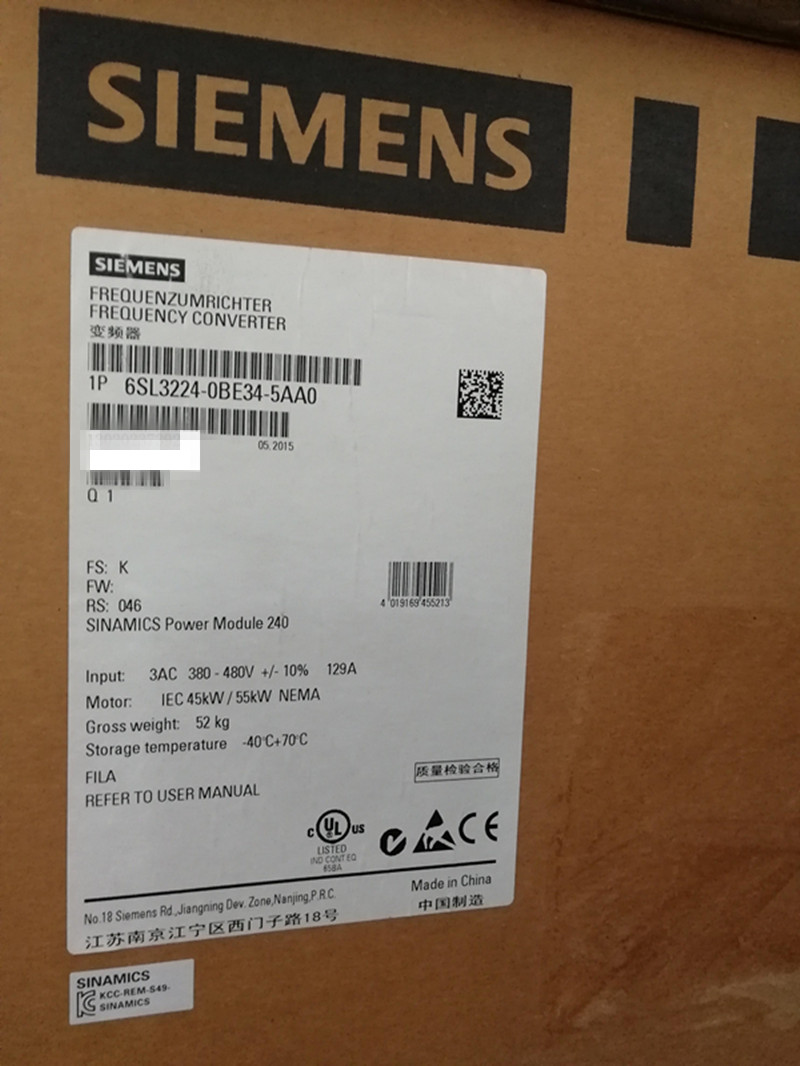 SIEMENS
SIEMENS
FREQUENZUMRICHTER
FREQUENCY CONVERTER
变频器
1P 6SL3224-0BE34-5AA0
05.2015
Q 1
FS: K
FW:
RS: 046
SINAMICS Power Module 240
4 019169 455213
Input: 3AC 380 - 480V +/- 10% 129A
Motor: IEC 45kW / 55kW NEMA
Gross weight: 52 kg
Storage temperature -40°C+70°C
FILA
REFER TO USER MANUAL
质量检验合格
C UL US
LISTED
IND CONT EQ
85BA
CE
No.18 Siemens Rd.,Jiangning Dev. Zone,Nanjing,P.R.C.
江苏南京江宁区西门子路18号
Made in China
中国制造
SINAMICS
KCC-REM-S49-
SINAMICS